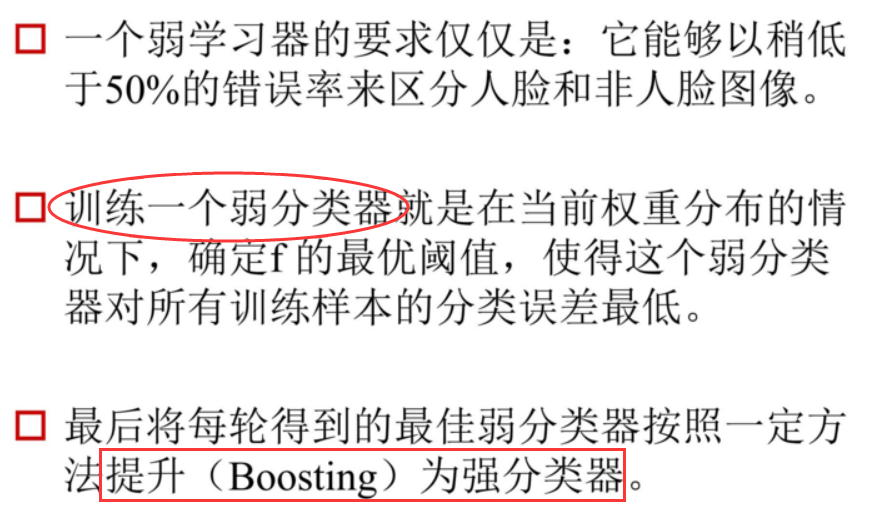 一个弱学习器的要求仅仅是：它能够以稍低
于50%的错误率来区分人脸和非人脸图像。
训练一个弱分类器就是在当前权重分布的情
况下，确定f 的最优阈值，使得这个弱分类
器对所有训练样本的分类误差最低。
最后将每轮得到的最佳弱分类器按照一定方
法提升（Boosting）为强分类器。